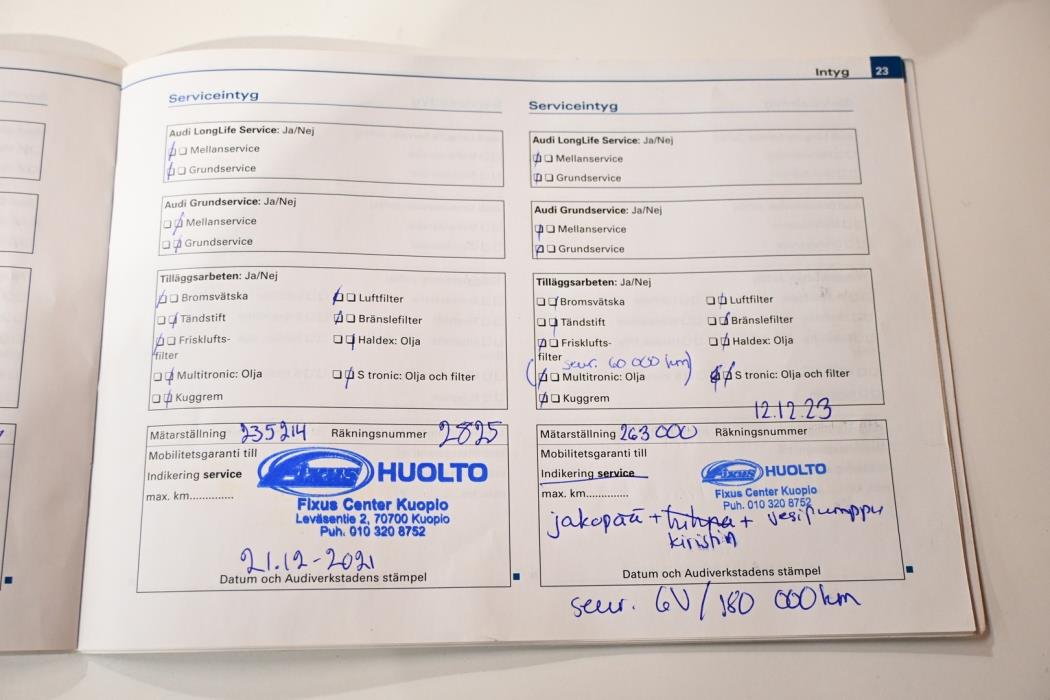 Intyg 23
Serviceintyg
Audi LongLife Service: Ja/Nej
Mellanservice
Grundservice
Audi Grundservice: Ja/Nej
Mellanservice
Grundservice
Tilläggsarbeten: Ja/Nej
Bromsvätska Luftfilter
Tändstift Bränslefilter
Frisklufts- Haldex: Olja
filter
Multitronic: Olja S tronic: Olja och filter
Kuggrem
Mätarställning 235214 Räkningsnummer 2825
Mobilitetsgaranti till
Indikering service
max. km..............
Fixus HUOLTO
Fixus Center Kuopio
Leväsentie 2, 70700 Kuopio
Puh. 010 320 8752
21.12-2021
Datum och Audiverkstadens stämpel
Serviceintyg
Audi LongLife Service: Ja/Nej
Mellanservice
Grundservice
Audi Grundservice: Ja/Nej
Mellanservice
Grundservice
Tilläggsarbeten: Ja/Nej
Bromsvätska Luftfilter
Tändstift Bränslefilter
Frisklufts- Haldex: Olja
filter
(seur. 60 000 km)
Multitronic: Olja S tronic: Olja och filter
Kuggrem
12.12.23
Mätarställning 263 000 Räkningsnummer
Mobilitetsgaranti till
Indikering service
max. km..............
Fixus HUOLTO
Fixus Center Kuopio
Puh. 010 320 8752
jakopää + hihna + vesipumppu
kiristin
Datum och Audiverkstadens stämpel
seur. 6V/180 000km